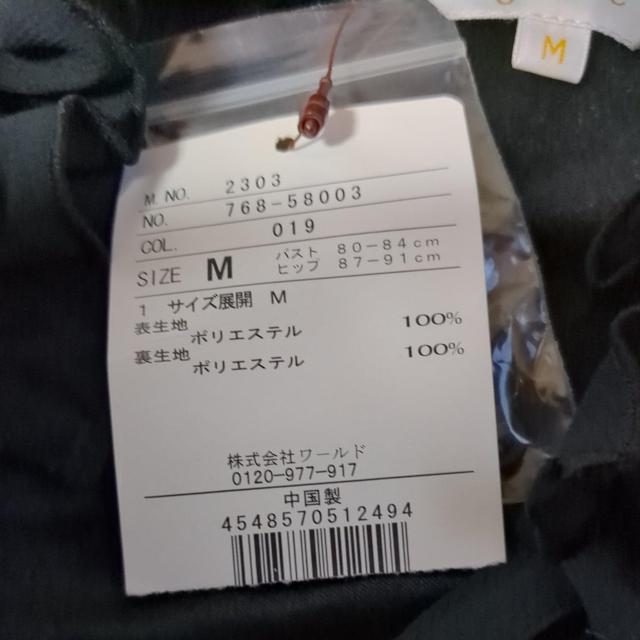 M
M. NO. 2303
NO. 768-58003
COL. 019
SIZE M バスト 80-84cm
ヒップ 87-91cm
1 サイズ展開 M
表生地 ポリエステル 100%
裏生地 ポリエステル 100%
株式会社ワールド
0120-977-917
中国製
4548570512494